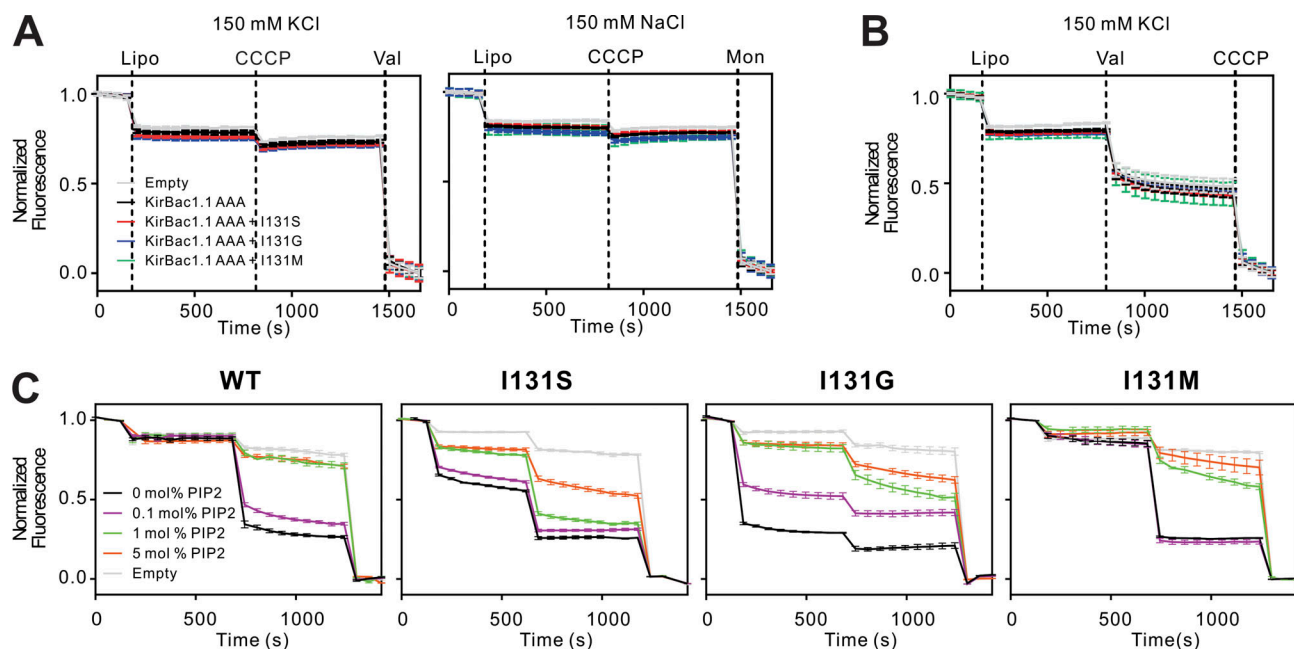 A
150 mM KCl
150 mM NaCl
B
150 mM KCl
Lipo CCCP Val
Lipo CCCP Mon
Lipo Val CCCP
Normalized
Fluorescence
1.0
0.5
0.0
Empty
KirBac1.1 AAA
KirBac1.1 AAA + I131S
KirBac1.1 AAA + I131G
KirBac1.1 AAA + I131M
0 500 1000 1500
Time (s)
0 500 1000 1500
Time (s)
Normalized
Fluorescence
1.0
0.5
0.0
0 500 1000 1500
Time (s)
C
WT
I131S
I131G
I131M
Normalized
Fluorescence
1.0
0.5
0.0
0 mol% PIP2
0.1 mol% PIP2
1 mol% PIP2
5 mol % PIP2
Empty
0 1000
Time (s)
0 1000
Time(s)
0 1000
Time (s)
0 1000
Time(s)